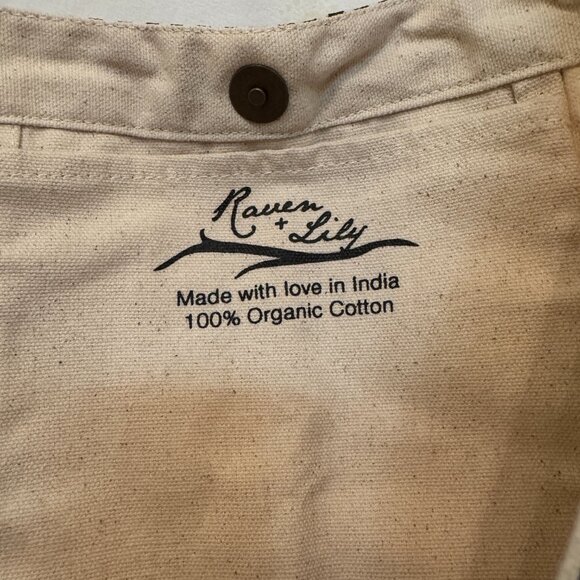 Raven
+ Lily
Made with love in India
100% Organic Cotton